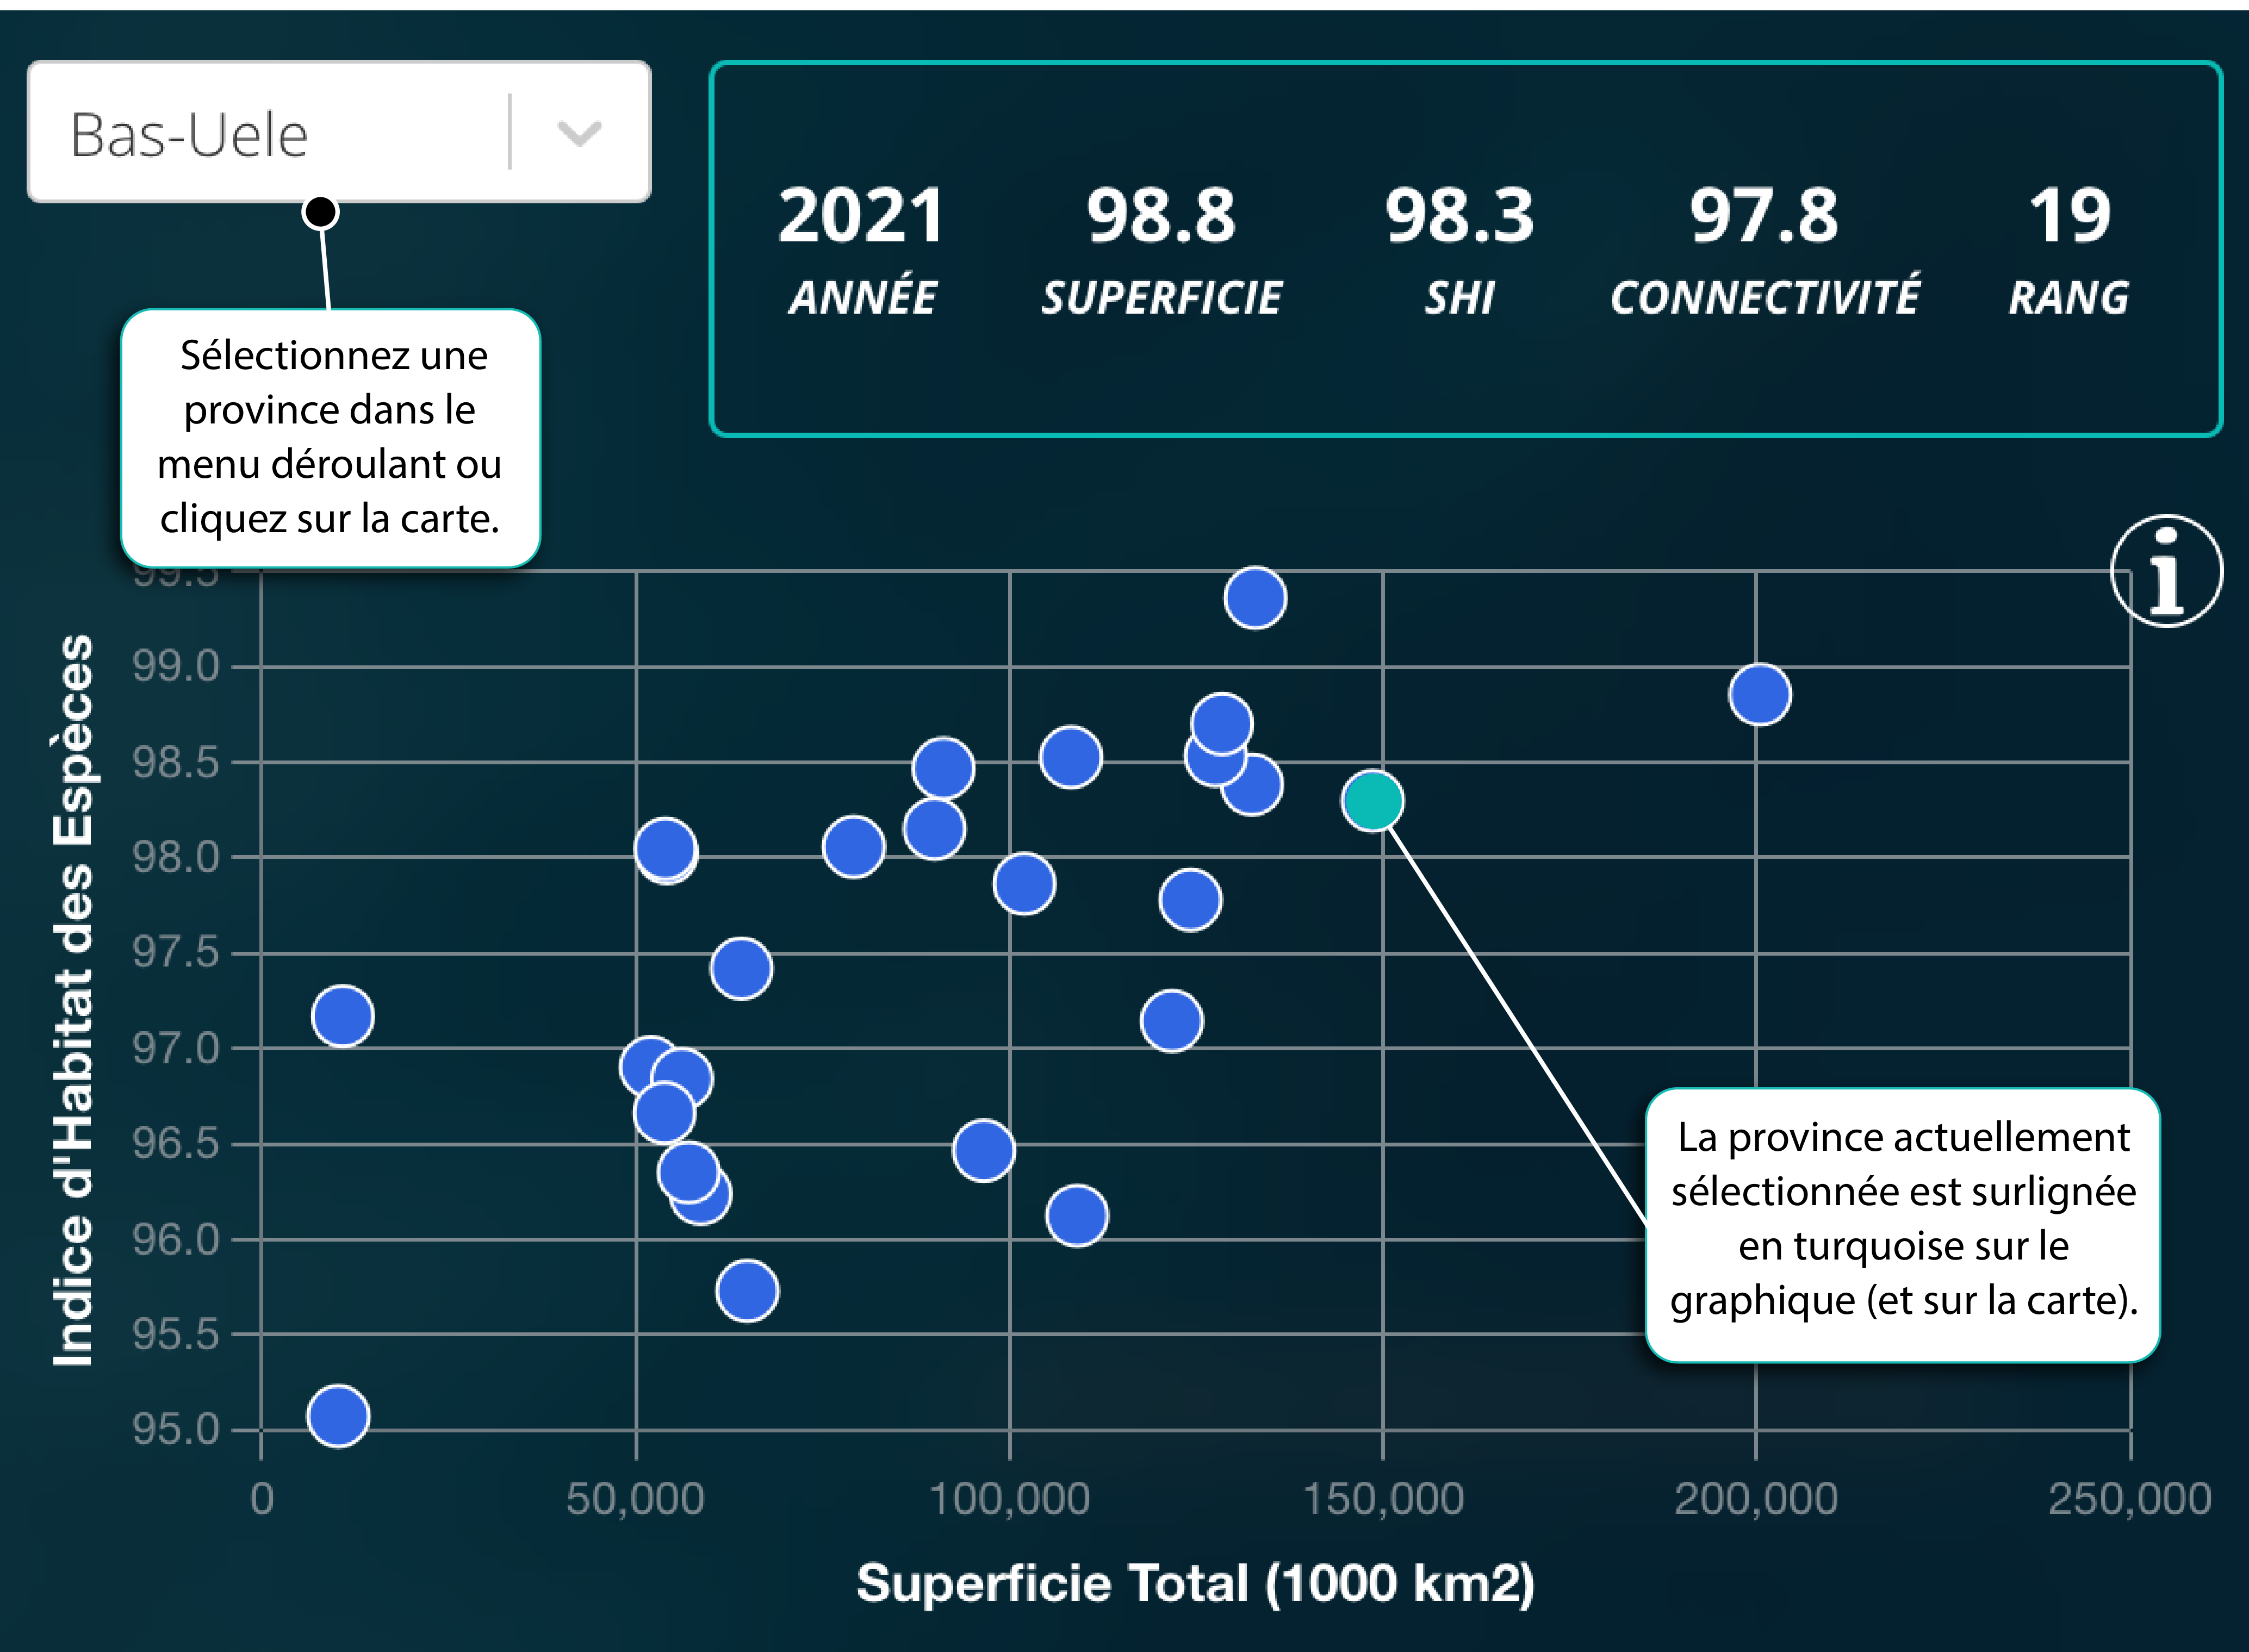 Bas-Uele
2021 98.8 98.3 97.8 19
ANNÉE SUPERFICIE SHI CONNECTIVITÉ RANG
Sélectionnez une
province dans le
menu déroulant ou
cliquez sur la carte.
i
99.5
99.0
98.5
98.0
97.5
97.0
96.5
96.0
95.5
95.0
Indice d'Habitat des Espèces
La province actuellement
sélectionnée est surlignée
en turquoise sur le
graphique (et sur la carte).
0 50,000 100,000 150,000 200,000 250,000
Superficie Total (1000 km2)